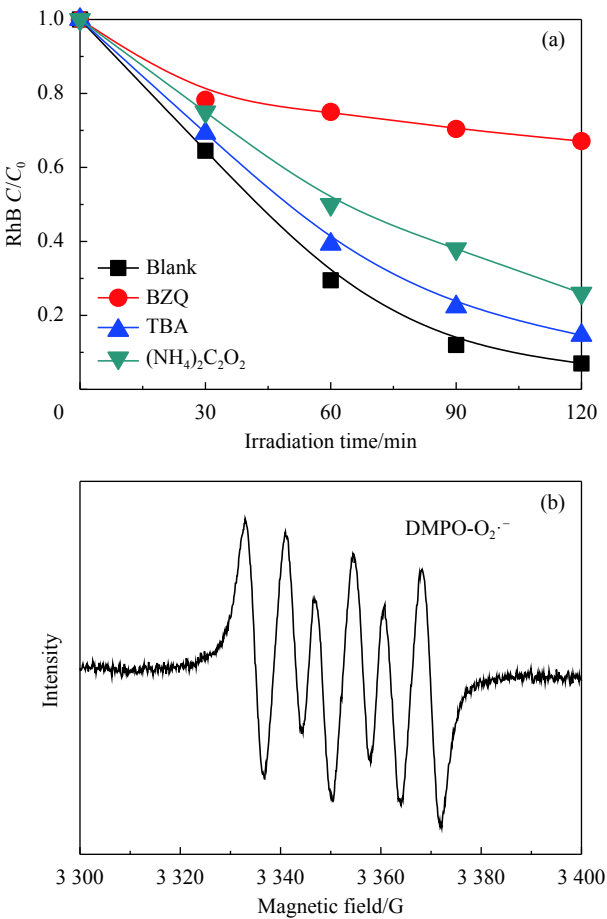 (a)
1.0
0.8
0.6
0.4
0.2
RhB C/C₀
Blank
BZQ
TBA
(NH₄)₂C₂O₂
0 30 60 90 120
Irradiation time/min
(b)
DMPO-O₂·⁻
Intensity
3 300 3 320 3 340 3 360 3 380 3 400
Magnetic field/G